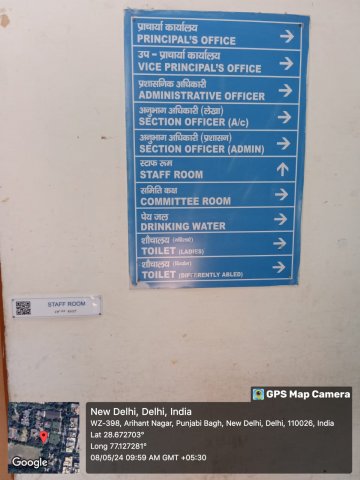 प्राचार्या कार्यालय
PRINCIPAL'S OFFICE
उप - प्राचार्या कार्यालय
VICE PRINCIPAL'S OFFICE
प्रशासनिक अधिकारी
ADMINISTRATIVE OFFICER
अनुभाग अधिकारी (लेखा)
SECTION OFFICER (A/c)
अनुभाग अधिकारी (प्रशासन)
SECTION OFFICER (ADMIN)
स्टाफ रूम
STAFF ROOM
समिति कक्ष
COMMITTEE ROOM
पेय जल
DRINKING WATER
शौचालय (महिलाएं)
TOILET (LADIES)
शौचालय (दिव्यांग)
TOILET (DIFFERENTLY ABLED)
STAFF ROOM
GPS Map Camera
New Delhi, Delhi, India
WZ-398, Arihant Nagar, Punjabi Bagh, New Delhi, Delhi, 110026, India
Lat 28.672703°
Long 77.127281°
08/05/24 09:59 AM GMT +05:30
Google